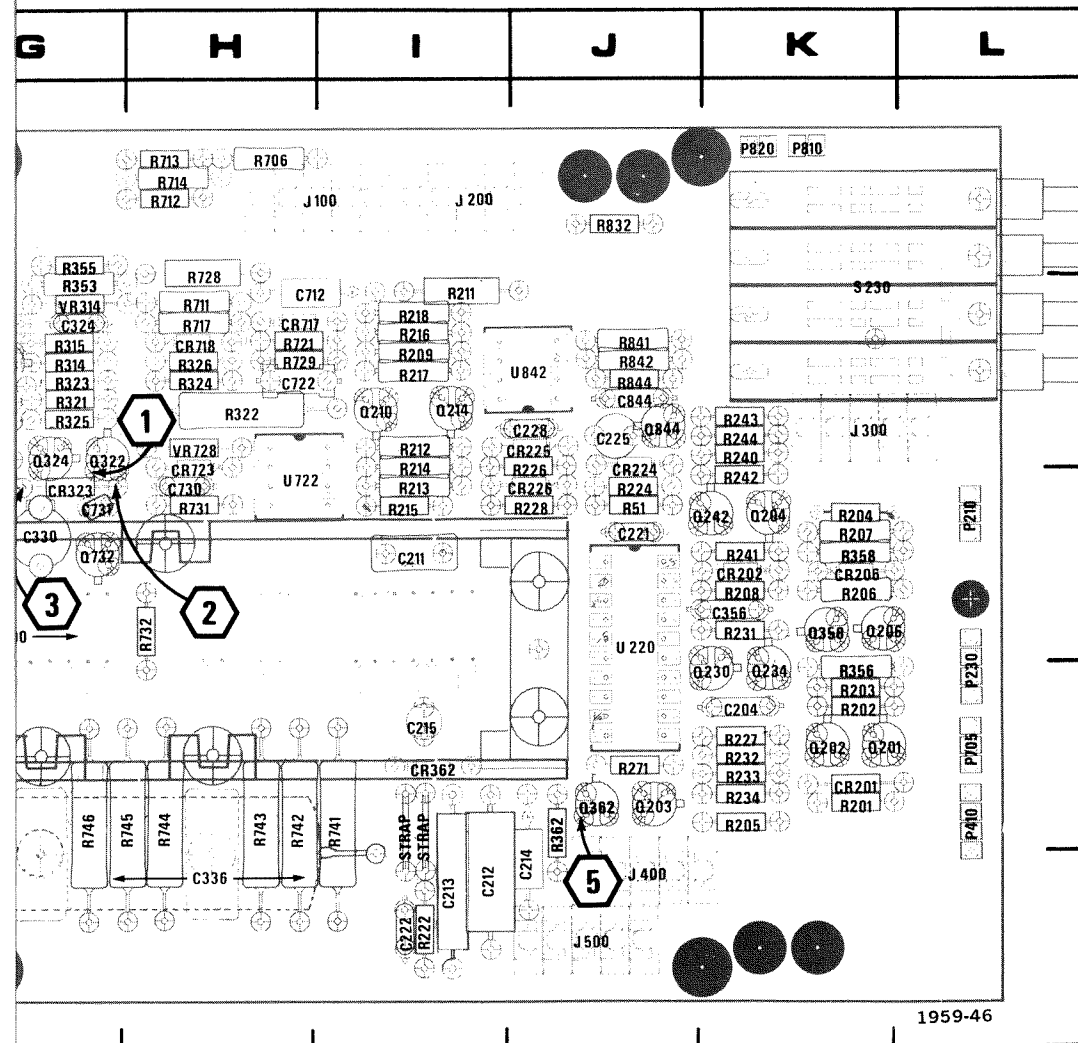 G H I J K L
P820 P810
R713 R706
R714
R712 J100 J200
R832
R355
R353 R728
C712 R211
S230
VR314 R711
C324 R717 CR717 R218
R315 CR718 R721 R216 R841
R314 R326 R729 R209 R842
R323 R324 C722 R217 U842 R844
R321 C844
R325 R322 Q210 Q214
1
C228 C225 Q844 R243
R244 J300
Q324 Q322 VR728 U722 R212 CR225 R240
CR723 R214 R226 CR224 R242
CR323 C730 R213 CR226 R224
C731 R731 R215 R228 R51
Q242 Q204 R204 P210
C330 C221 R207
Q732 C211 R241 R358
CR202 CR205
R208 R206
3 2
C356
R732 U220 R231 Q356 Q206
Q230 Q234 R356 P230
R203
C204 R202
C215
R227 Q202 Q201 P705
R232
CR362 R271 R233
CR201
R234 R201
Q362 Q203
R205 P410
R746 R745 R744 R743 R742 R741 STRAP STRAP R362
C336 C213 C212 C214 5 J400
C222 R222
J500
1959-46